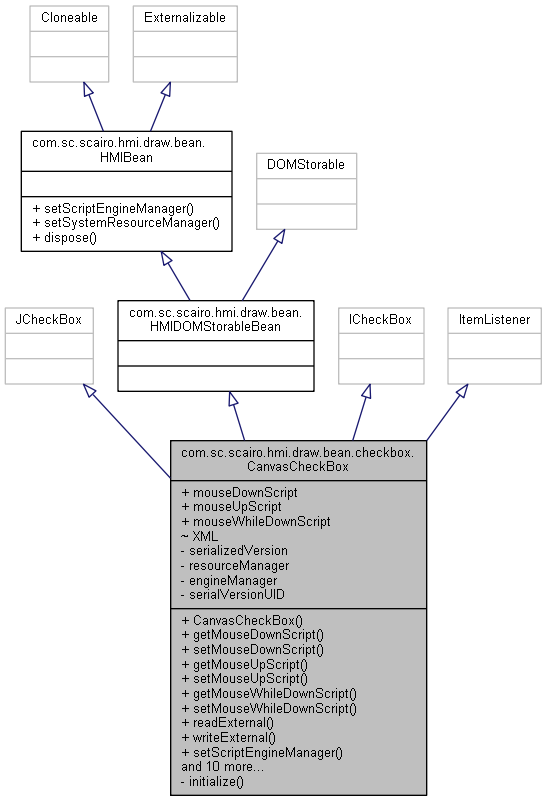 Cloneable
Externalizable
com.sc.scairo.hmi.draw.bean.
HMIBean
+ setScriptEngineManager()
+ setSystemResourceManager()
+ dispose()
DOMStorable
JCheckBox
com.sc.scairo.hmi.draw.bean.
HMIDOMStorableBean
ICheckBox
ItemListener
com.sc.scairo.hmi.draw.bean.checkbox.
CanvasCheckBox
+ mouseDownScript
+ mouseUpScript
+ mouseWhileDownScript
~ XML
- serializedVersion
- resourceManager
- engineManager
- serialVersionUID
+ CanvasCheckBox()
+ getMouseDownScript()
+ setMouseDownScript()
+ getMouseUpScript()
+ setMouseUpScript()
+ getMouseWhileDownScript()
+ setMouseWhileDownScript()
+ readExternal()
+ writeExternal()
+ setScriptEngineManager()
and 10 more...
- initialize()